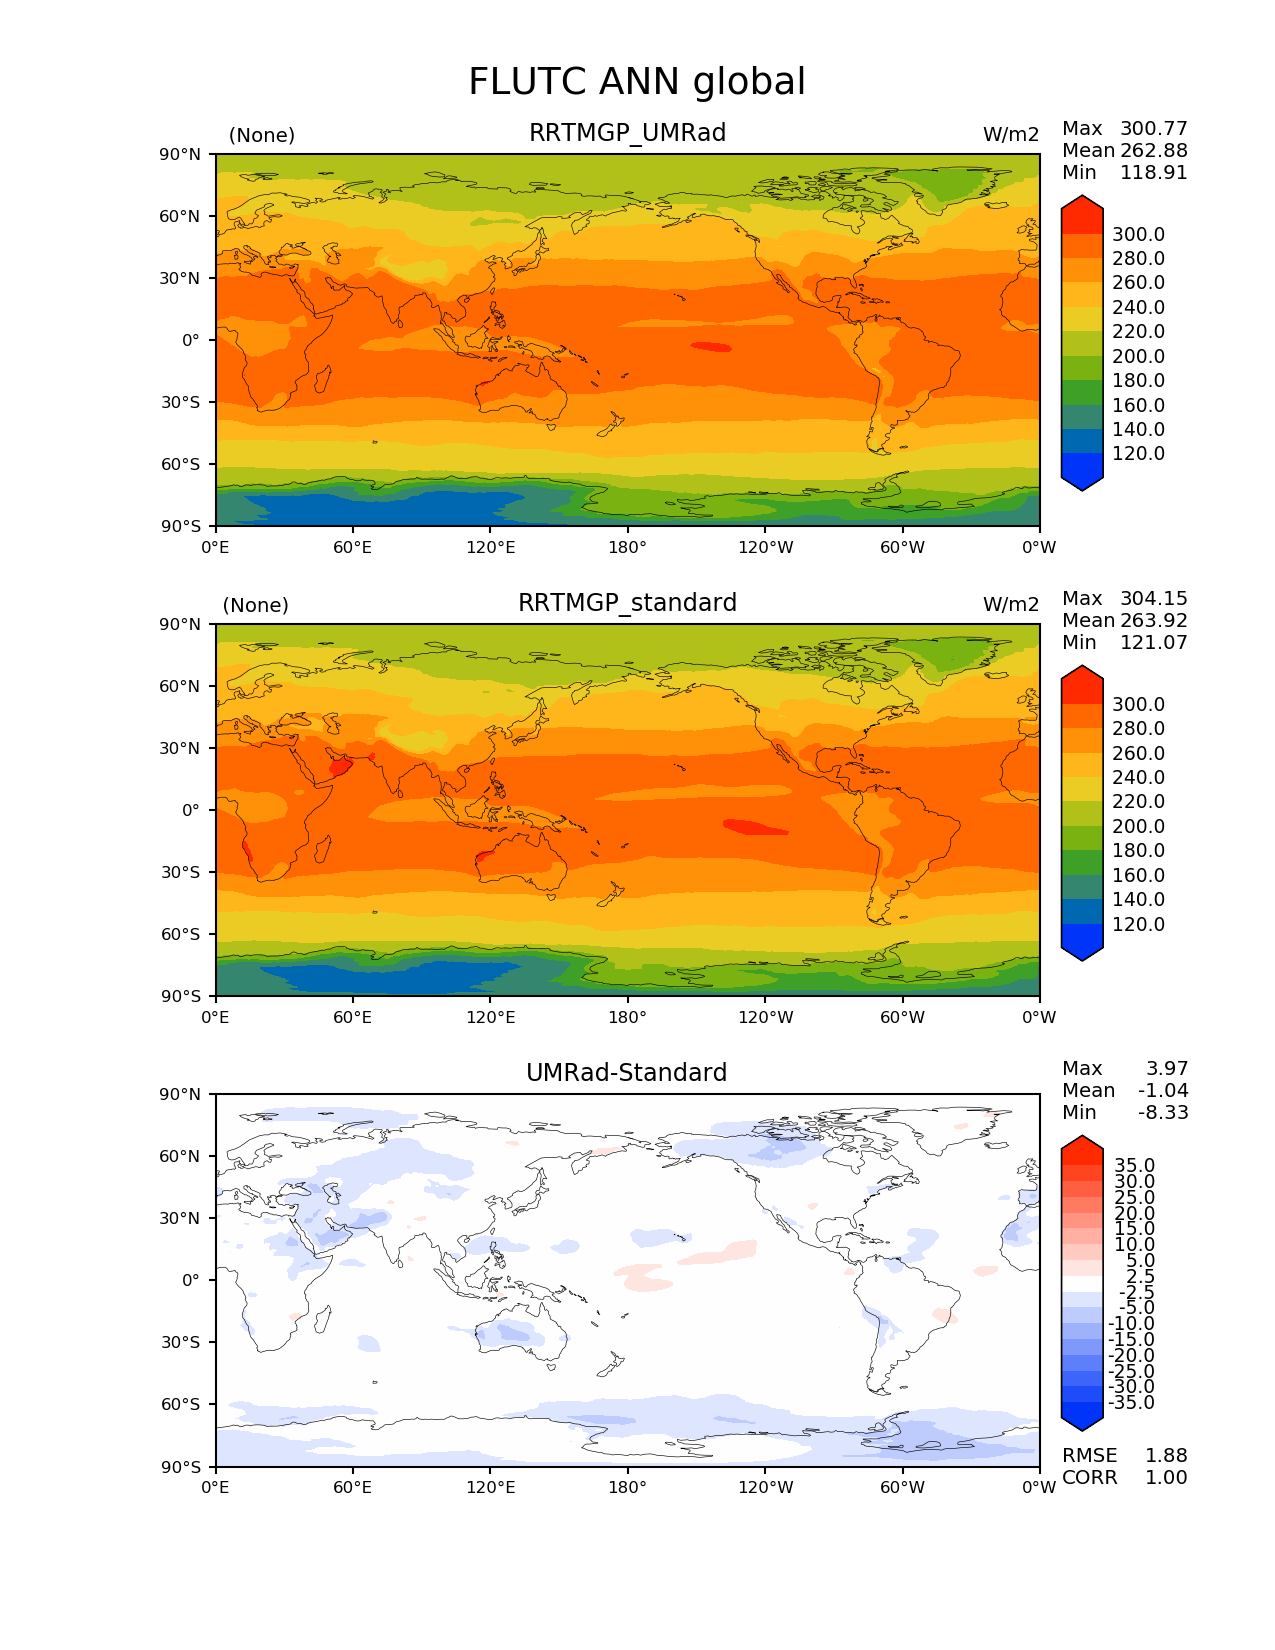 FLUTC ANN global
(None) RRTMGP_UMRad W/m2
Max 300.77
Mean 262.88
Min 118.91
90°N
60°N
30°N
0°
30°S
60°S
90°S
0°E 60°E 120°E 180° 120°W 60°W 0°W
300.0
280.0
260.0
240.0
220.0
200.0
180.0
160.0
140.0
120.0
(None) RRTMGP_standard W/m2
Max 304.15
Mean 263.92
Min 121.07
90°N
60°N
30°N
0°
30°S
60°S
90°S
0°E 60°E 120°E 180° 120°W 60°W 0°W
300.0
280.0
260.0
240.0
220.0
200.0
180.0
160.0
140.0
120.0
UMRad-Standard
Max 3.97
Mean -1.04
Min -8.33
90°N
60°N
30°N
0°
30°S
60°S
90°S
0°E 60°E 120°E 180° 120°W 60°W 0°W
35.0
30.0
25.0
20.0
15.0
10.0
5.0
2.5
-2.5
-5.0
-10.0
-15.0
-20.0
-25.0
-30.0
-35.0
RMSE 1.88
CORR 1.00